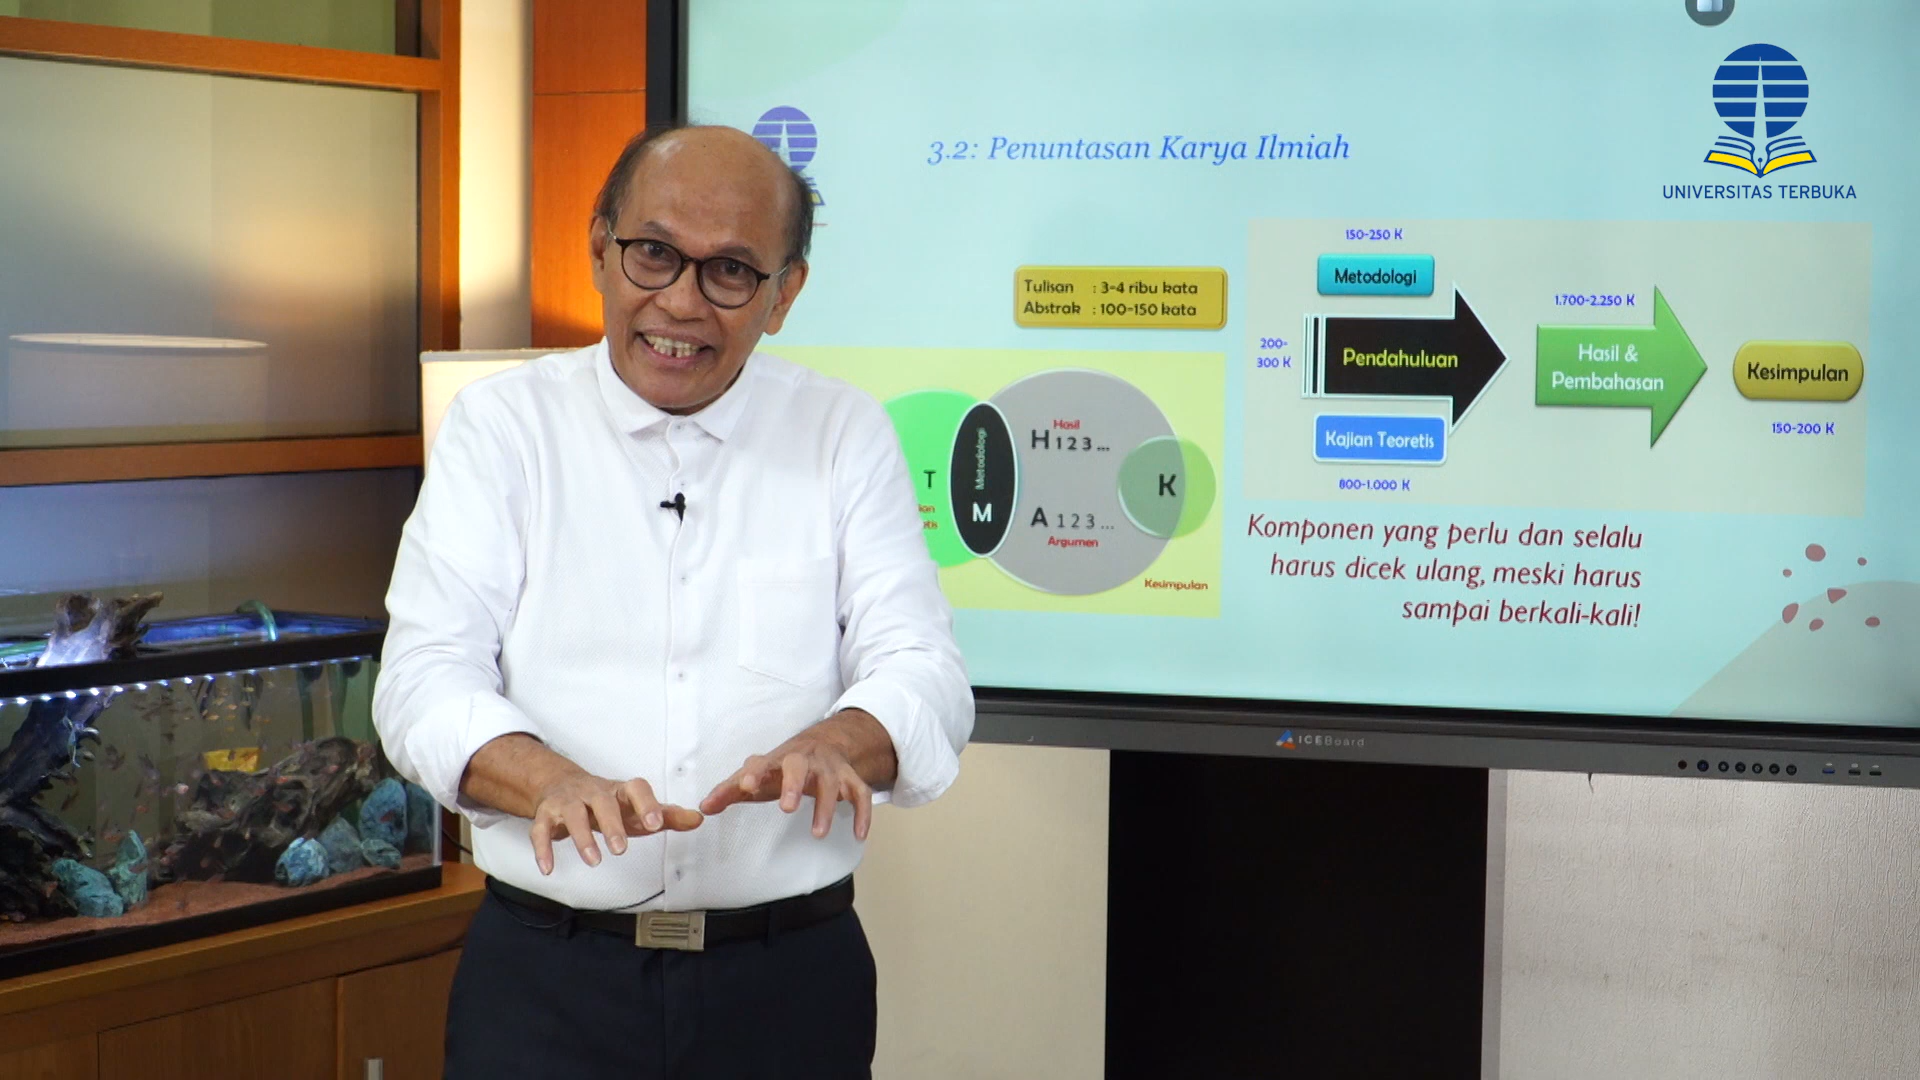 UNIVERSITAS TERBUKA
3.2: Penuntasan Karya Ilmiah
Tulisan : 3-4 ribu kata
Abstrak : 100-150 kata
150-250 K
Metodologi
200-
300 K
Pendahuluan
Kajian Teoretis
800-1.000 K
1.700-2.250 K
Hasil &
Pembahasan
Kesimpulan
150-200 K
T
Metodologi
M
Hasil
H 1 2 3 ...
A 1 2 3 ...
Argumen
K
Kesimpulan
Komponen yang perlu dan selalu
harus dicek ulang, meski harus
sampai berkali-kali!
ICEBoard